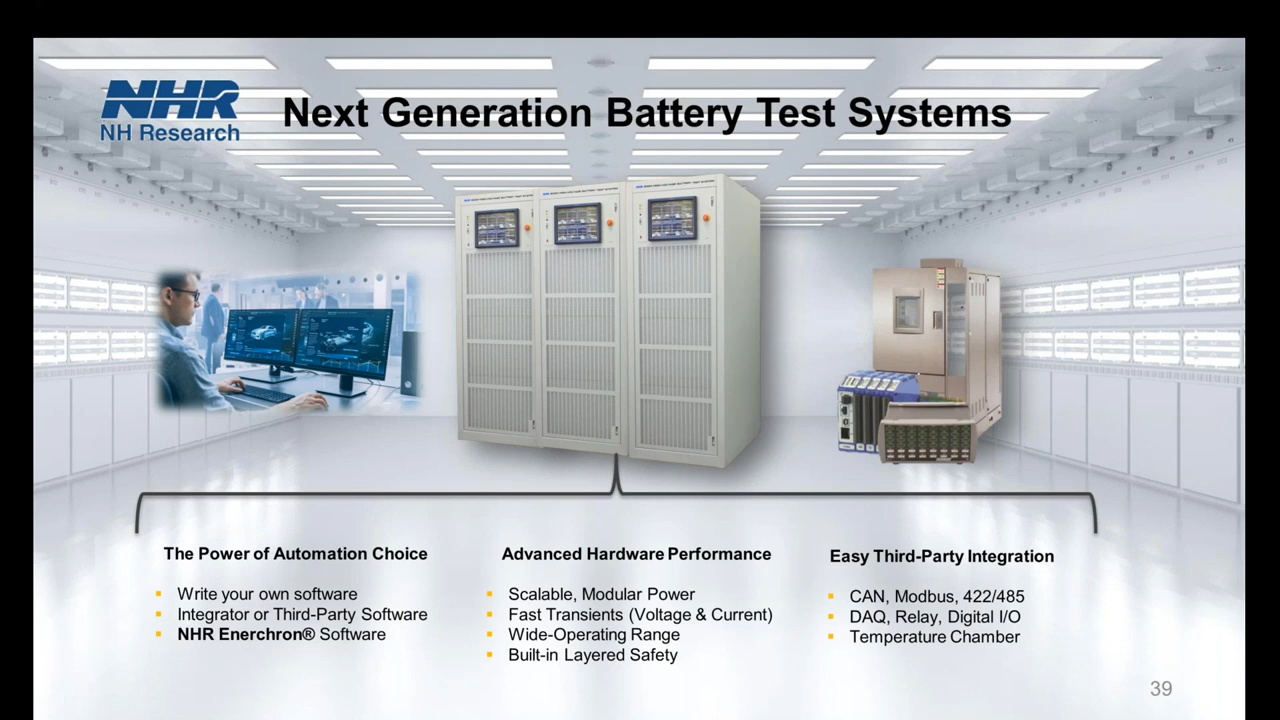 NHR
NH Research
Next Generation Battery Test Systems
The Power of Automation Choice
Write your own software
Integrator or Third-Party Software
NHR Enerchron® Software
Advanced Hardware Performance
Scalable, Modular Power
Fast Transients (Voltage & Current)
Wide-Operating Range
Built-in Layered Safety
Easy Third-Party Integration
CAN, Modbus, 422/485
DAQ, Relay, Digital I/O
Temperature Chamber
39